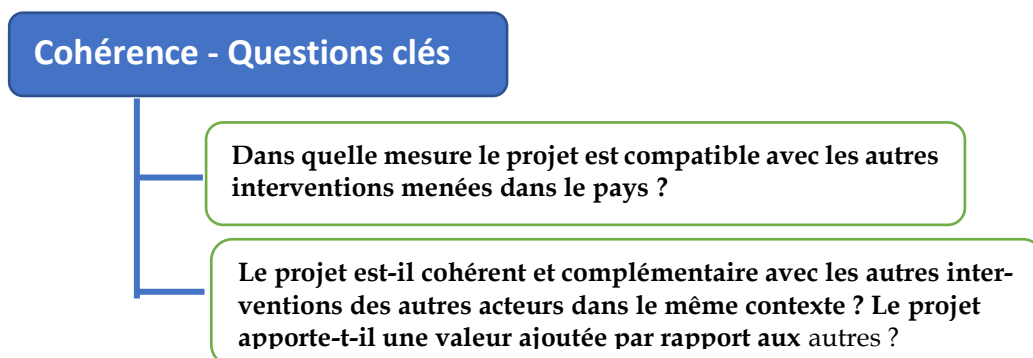 Cohérence - Questions clés
Dans quelle mesure le projet est compatible avec les autres
interventions menées dans le pays ?
Le projet est-il cohérent et complémentaire avec les autres inter-
ventions des autres acteurs dans le même contexte ? Le projet
apporte-t-il une valeur ajoutée par rapport aux autres ?